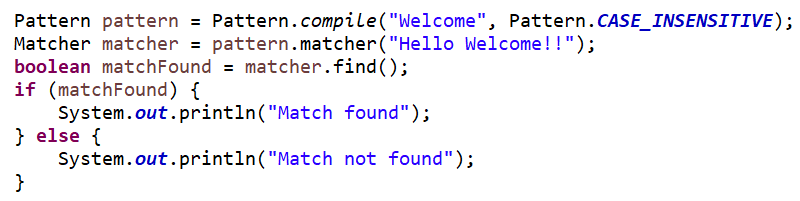 Pattern pattern = Pattern.compile("Welcome", Pattern.CASE_INSENSITIVE);
Matcher matcher = pattern.matcher("Hello Welcome!!");
boolean matchFound = matcher.find();
if (matchFound) {
    System.out.println("Match found");
} else {
    System.out.println("Match not found");
}